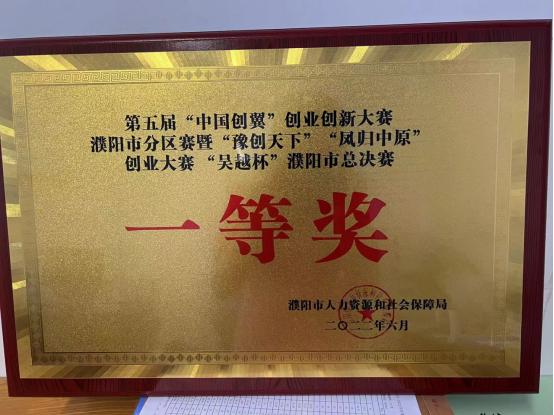 第五届“中国创翼”创业创新大赛
濮阳市分区赛暨“豫创天下”“凤归中原”
创业大赛“吴越杯”濮阳市总决赛
一等奖
濮阳市人力资源和社会保障局
二〇二二年六月